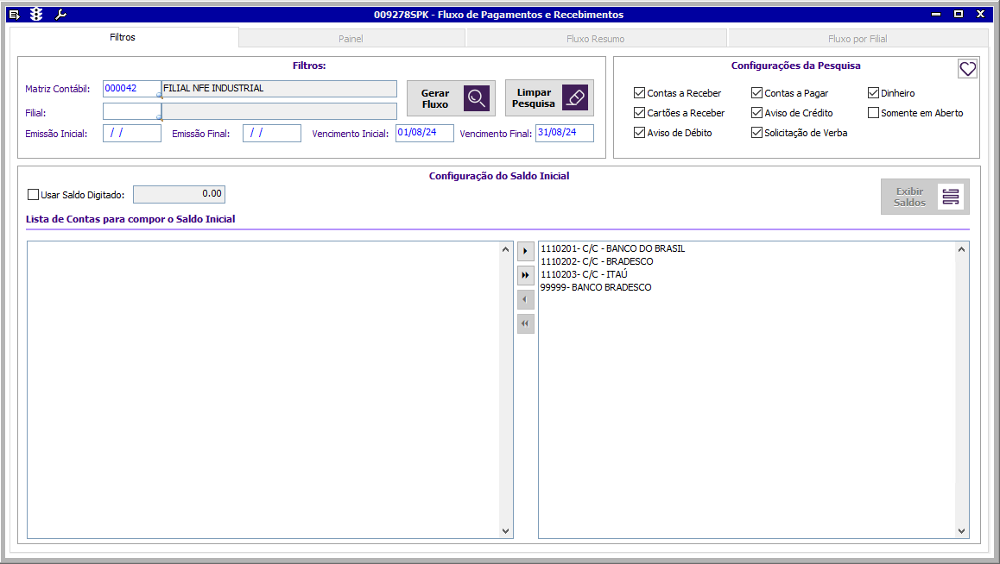 009278SPK - Fluxo de Pagamentos e Recebimentos
Filtros
Painel
Fluxo Resumo
Fluxo por Filial
Filtros:
Matriz Contábil:
000042
FILIAL NFE INDUSTRIAL
Filial:
Gerar
Fluxo
Limpar
Pesquisa
Emissão Inicial:
/ /
Emissão Final:
/ /
Vencimento Inicial:
01/08/24
Vencimento Final:
31/08/24
Configurações da Pesquisa
Contas a Receber
Contas a Pagar
Dinheiro
Cartões a Receber
Aviso de Crédito
Somente em Aberto
Aviso de Débito
Solicitação de Verba
Configuração do Saldo Inicial
Usar Saldo Digitado:
0.00
Exibir
Saldos
Lista de Contas para compor o Saldo Inicial
1110201- C/C - BANCO DO BRASIL
1110202- C/C - BRADESCO
1110203- C/C - ITAÚ
99999- BANCO BRADESCO